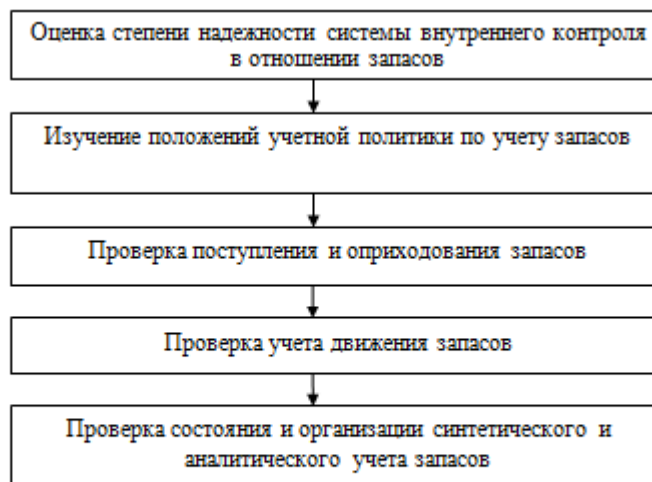 Оценка степени надежности системы внутреннего контроля
в отношении запасов
Изучение положений учетной политики по учету запасов
Проверка поступления и оприходования запасов
Проверка учета движения запасов
Проверка состояния и организации синтетического и
аналитического учета запасов